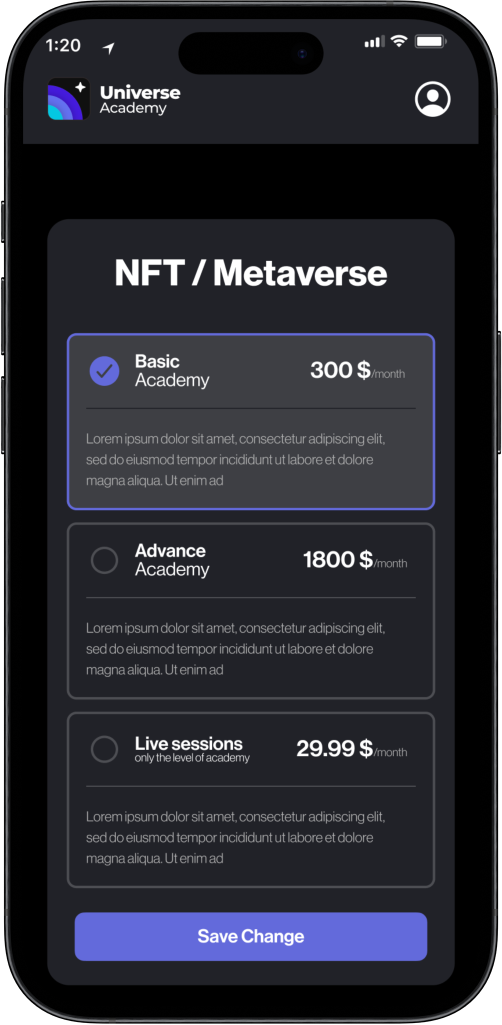 1:20
Universe
Academy
NFT / Metaverse
Basic
Academy
300 $/month
Lorem ipsum dolor sit amet, consectetur adipiscing elit,
sed do eiusmod tempor incididunt ut labore et dolore
magna aliqua. Ut enim ad
Advance
Academy
1800 $/month
Lorem ipsum dolor sit amet, consectetur adipiscing elit,
sed do eiusmod tempor incididunt ut labore et dolore
magna aliqua. Ut enim ad
Live sessions
only the level of academy
29.99 $/month
Lorem ipsum dolor sit amet, consectetur adipiscing elit,
sed do eiusmod tempor incididunt ut labore et dolore
magna aliqua. Ut enim ad
Save Change